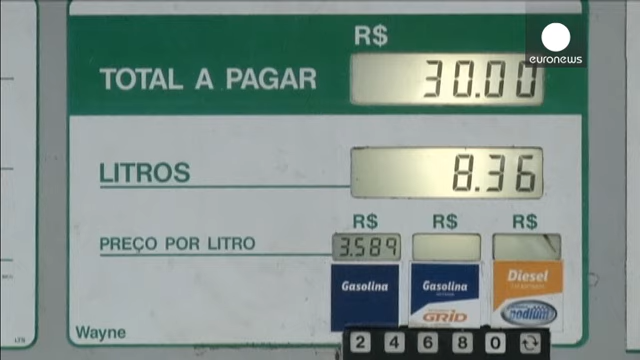 R$
euronews
TOTAL A PAGAR 30.00
LITROS 8.36
R$ R$ R$
PREÇO POR LITRO 3.589
Gasolina Gasolina Diesel
GRID podium
Wayne
2 4 6 8 0